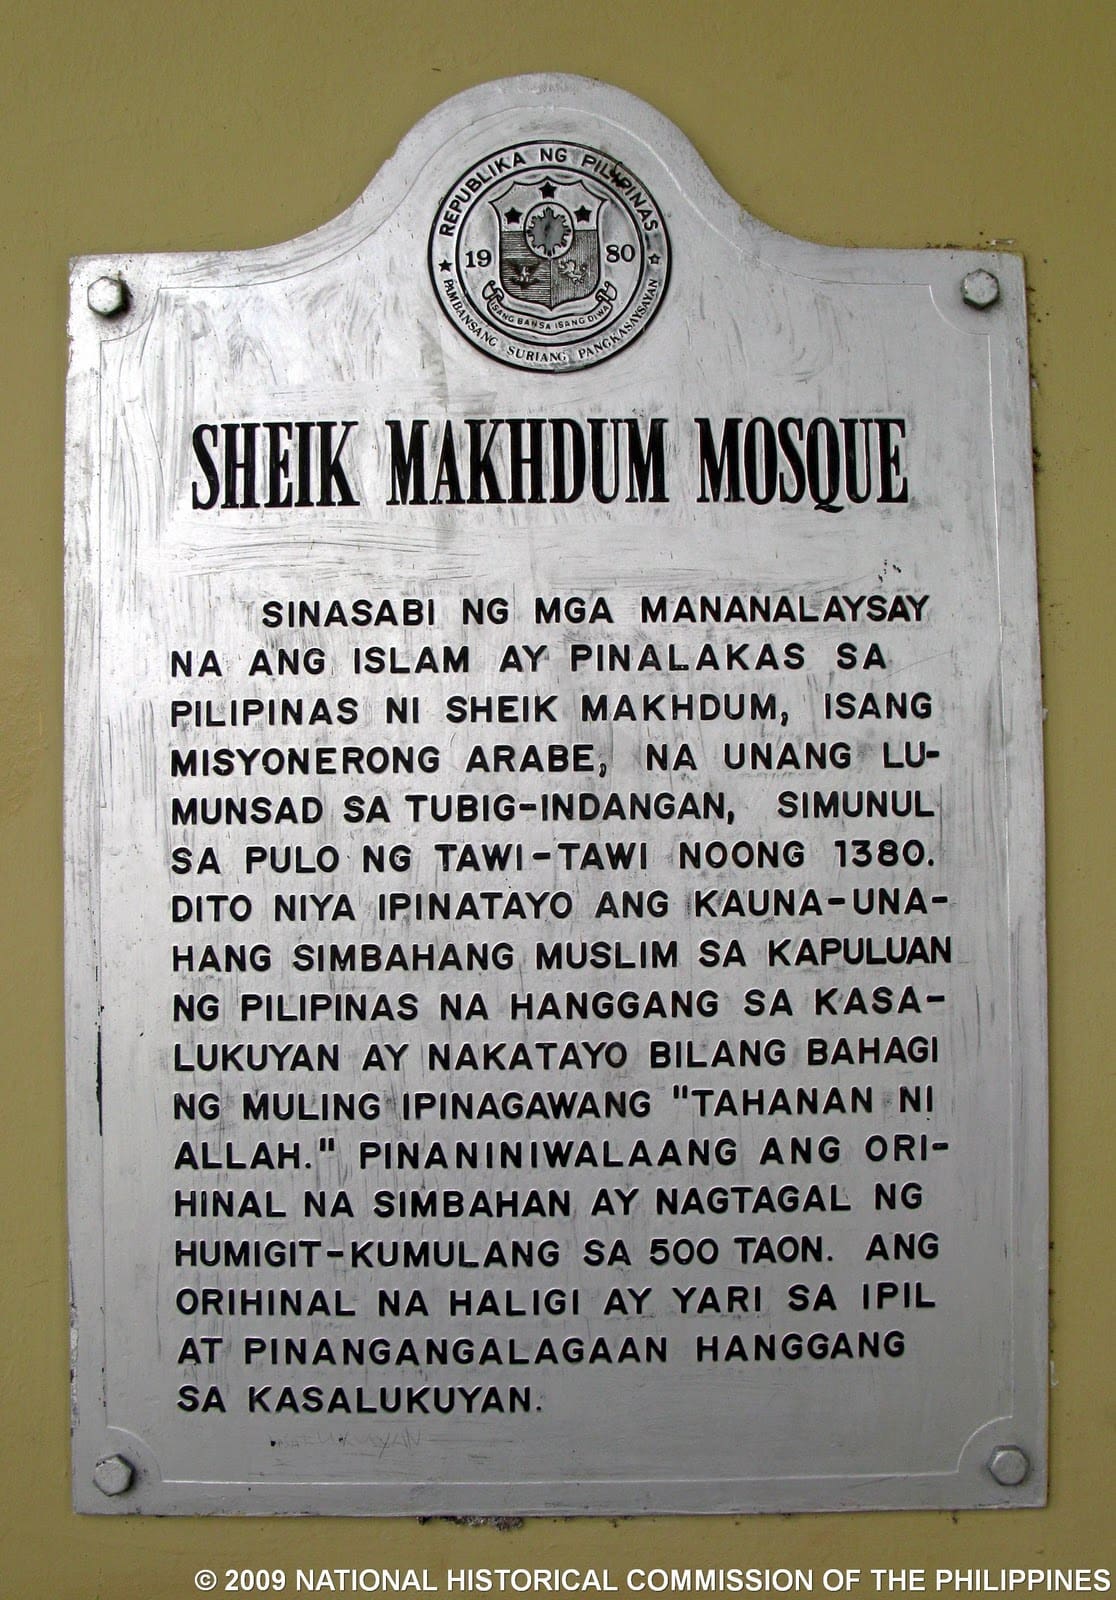 REPUBLIKA NG PILIPINAS
1980
ISANG BANSA ISANG DIWA
PAMBANSANG SURIANG PANGKASAYSAYAN
SHEIK MAKHDUM MOSQUE
SINASABI NG MGA MANANALAYSAY
NA ANG ISLAM AY PINALAKAS SA
PILIPINAS NI SHEIK MAKHDUM, ISANG
MISYONERONG ARABE, NA UNANG LU-
MUNSAD SA TUBIG-INDANGAN, SIMUNUL
SA PULO NG TAWI-TAWI NOONG 1380.
DITO NIYA IPINATAYO ANG KAUNA-UNA-
HANG SIMBAHANG MUSLIM SA KAPULUAN
NG PILIPINAS NA HANGGANG SA KASA-
LUKUYAN AY NAKATAYO BILANG BAHAGI
NG MULING IPINAGAWANG "TAHANAN NI
ALLAH." PINANINIWALAANG ANG ORI-
HINAL NA SIMBAHAN AY NAGTAGAL NG
HUMIGIT-KUMULANG SA 500 TAON. ANG
ORIHINAL NA HALIGI AY YARI SA IPIL
AT PINANGANGALAGAAN HANGGANG
SA KASALUKUYAN.
© 2009 NATIONAL HISTORICAL COMMISSION OF THE PHILIPPINES